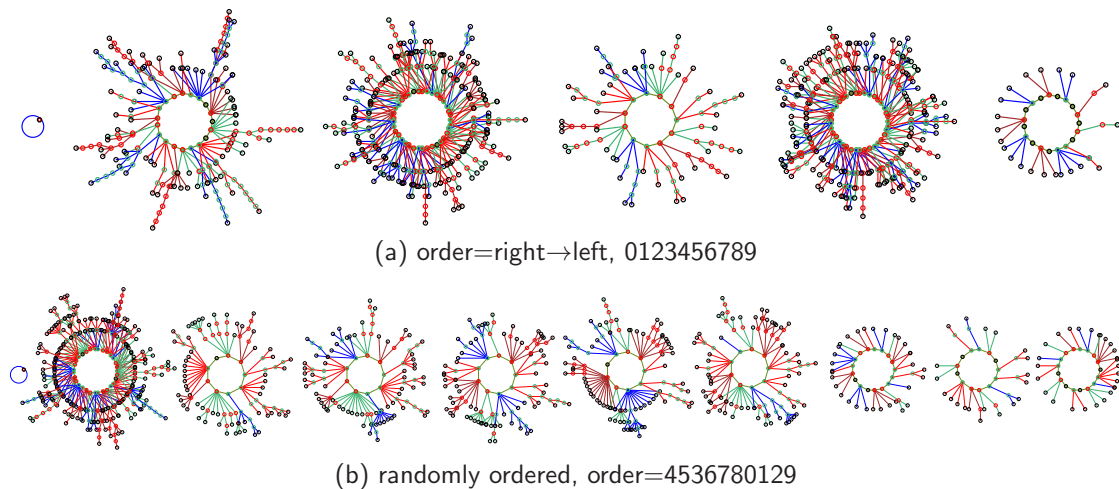 (a) order=right→left, 0123456789
(b) randomly ordered, order=4536780129